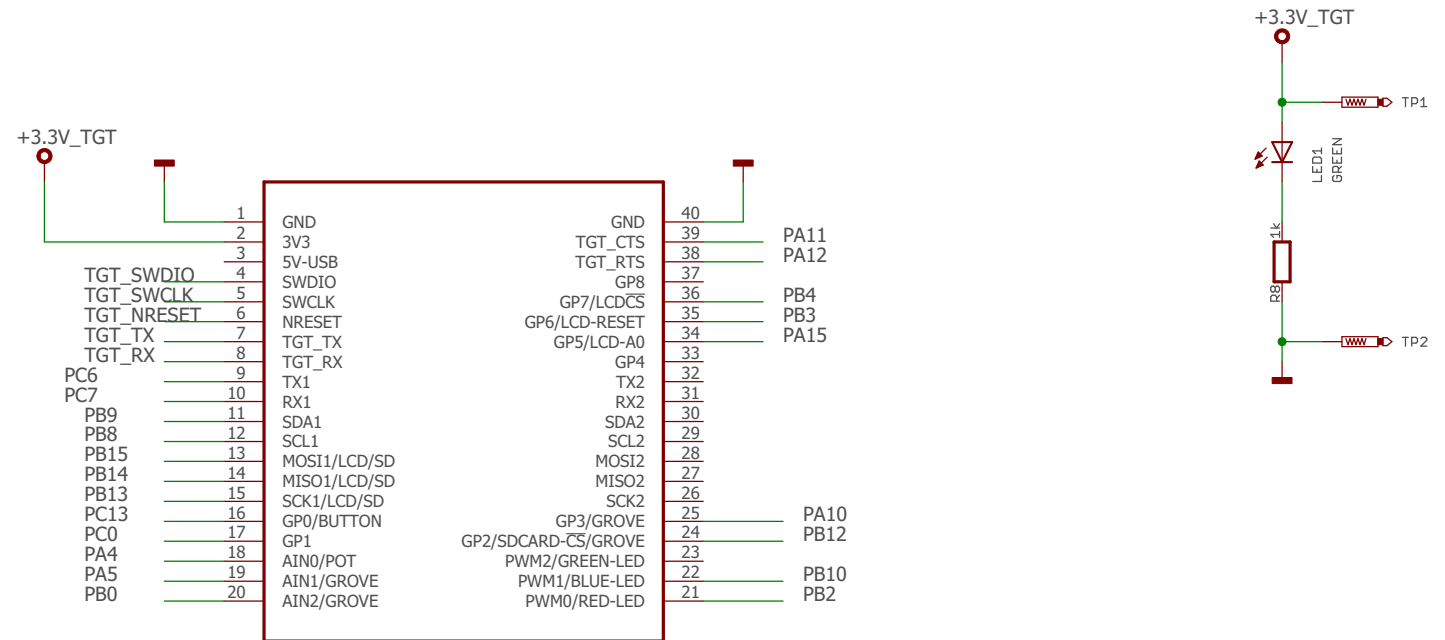 +3.3V_TGT
TP1
LED1
GREEN
1k
R8
TP2
+3.3V_TGT
1 GND GND 40
2 3V3 TGT_CTS 39 PA11
3 5V-USB TGT_RTS 38 PA12
TGT_SWDIO 4 SWDIO GP8 37
TGT_SWCLK 5 SWCLK GP7/LCDCS 36 PB4
TGT_NRESET 6 NRESET GP6/LCD-RESET 35 PB3
TGT_TX 7 TGT_TX GP5/LCD-A0 34 PA15
TGT_RX 8 TGT_RX GP4 33
PC6 9 TX1 TX2 32
PC7 10 RX1 RX2 31
PB9 11 SDA1 SDA2 30
PB8 12 SCL1 SCL2 29
PB15 13 MOSI1/LCD/SD MOSI2 28
PB14 14 MISO1/LCD/SD MISO2 27
PB13 15 SCK1/LCD/SD SCK2 26
PC13 16 GP0/BUTTON GP3/GROVE 25 PA10
PC0 17 GP1 GP2/SDCARD-CS/GROVE 24 PB12
PA4 18 AIN0/POT PWM2/GREEN-LED 23
PA5 19 AIN1/GROVE PWM1/BLUE-LED 22 PB10
PB0 20 AIN2/GROVE PWM0/RED-LED 21 PB2